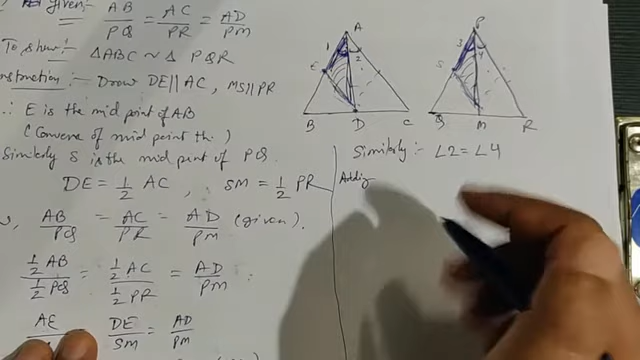 given:- AB/PQ = AC/PR = AD/PM
To show:- ΔABC ~ Δ PQR
Construction:- Draw DE || AC, MS || PR
∴ E is the mid point of AB
(Converse of mid point th.)
Similarly S is the mid point of PQ.
DE = 1/2 AC , SM = 1/2 PR
AB/PQ = AC/PR = AD/PM (given).
1/2 AB / 1/2 PQ = 1/2 AC / 1/2 PR = AD/PM
AE DE/SM = AD/PM
A
1 2
E
B D C
P
3 4
S
Q M R
Similarly:- ∠2 = ∠4
Adding